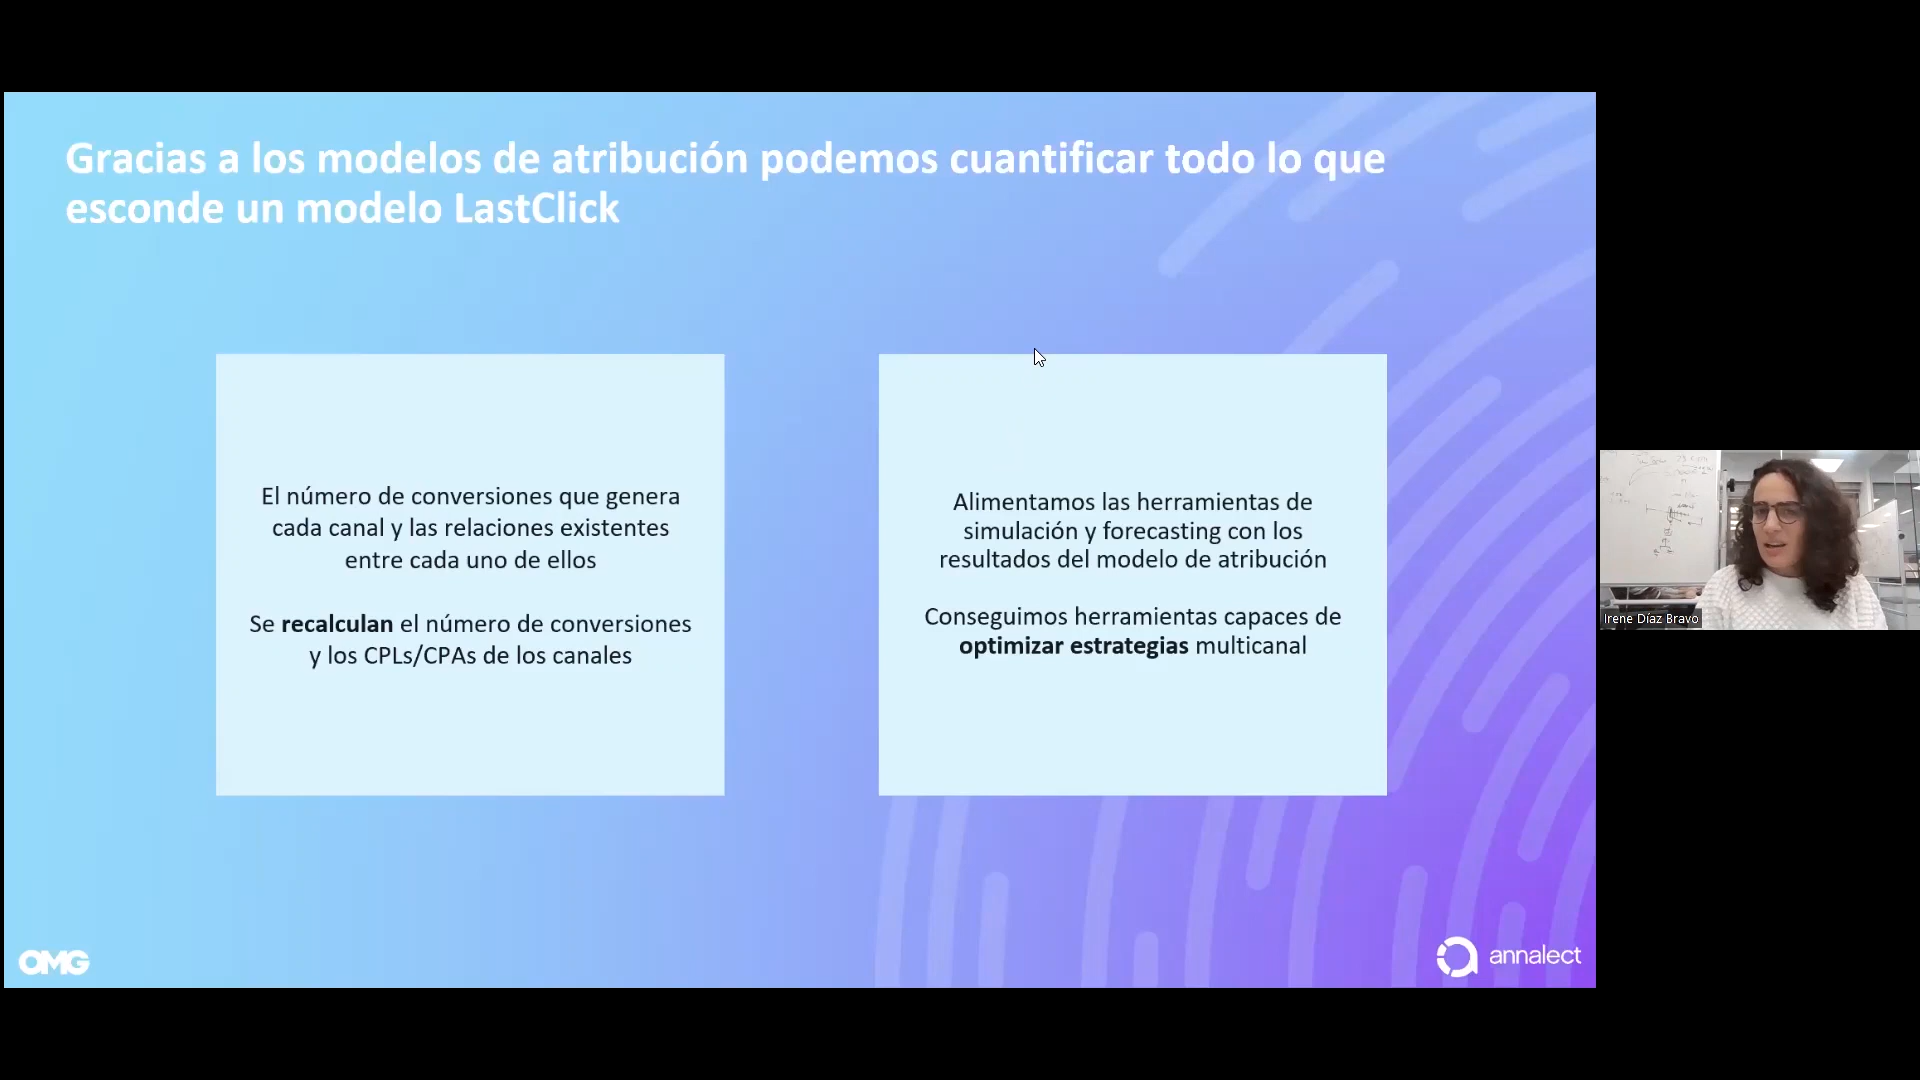 Gracias a los modelos de atribución podemos cuantificar todo lo que
esconde un modelo LastClick
El número de conversiones que genera
cada canal y las relaciones existentes
entre cada uno de ellos
Se recalculan el número de conversiones
y los CPLs/CPAs de los canales
Alimentamos las herramientas de
simulación y forecasting con los
resultados del modelo de atribución
Conseguimos herramientas capaces de
optimizar estrategias multicanal
Irene Díaz Bravo
OMG
annalect